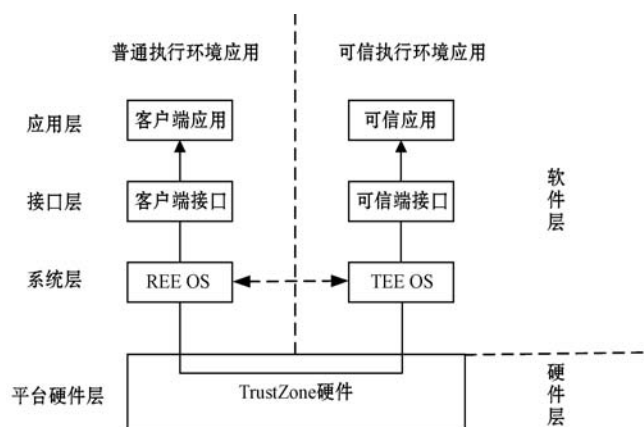 普通执行环境应用
可信执行环境应用
应用层
客户端应用
可信应用
接口层
客户端接口
可信端接口
软件层
系统层
REE OS
TEE OS
平台硬件层
TrustZone硬件
硬件层